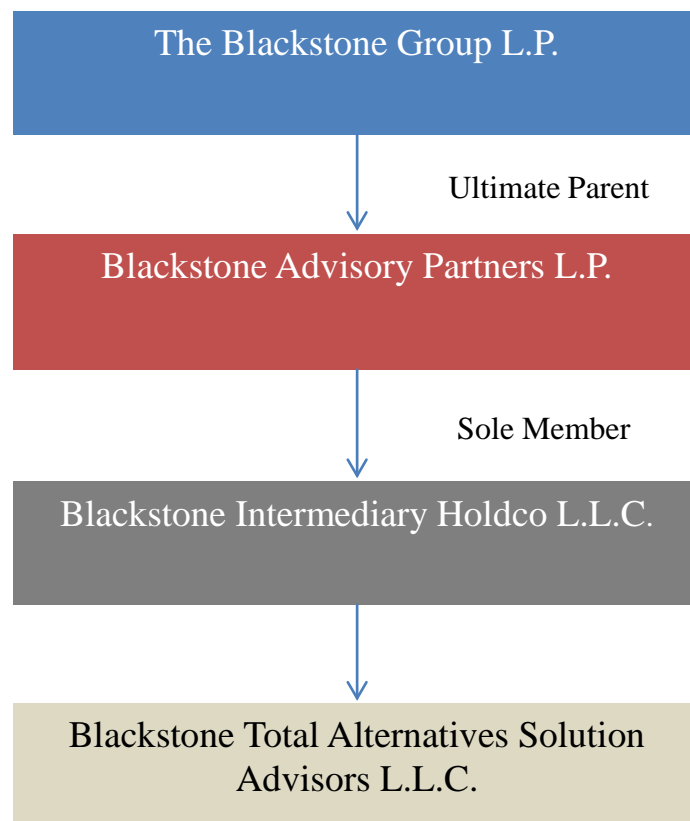 The Blackstone Group L.P.
Ultimate Parent
Blackstone Advisory Partners L.P.
Sole Member
Blackstone Intermediary Holdco L.L.C.
Blackstone Total Alternatives Solution
Advisors L.L.C.